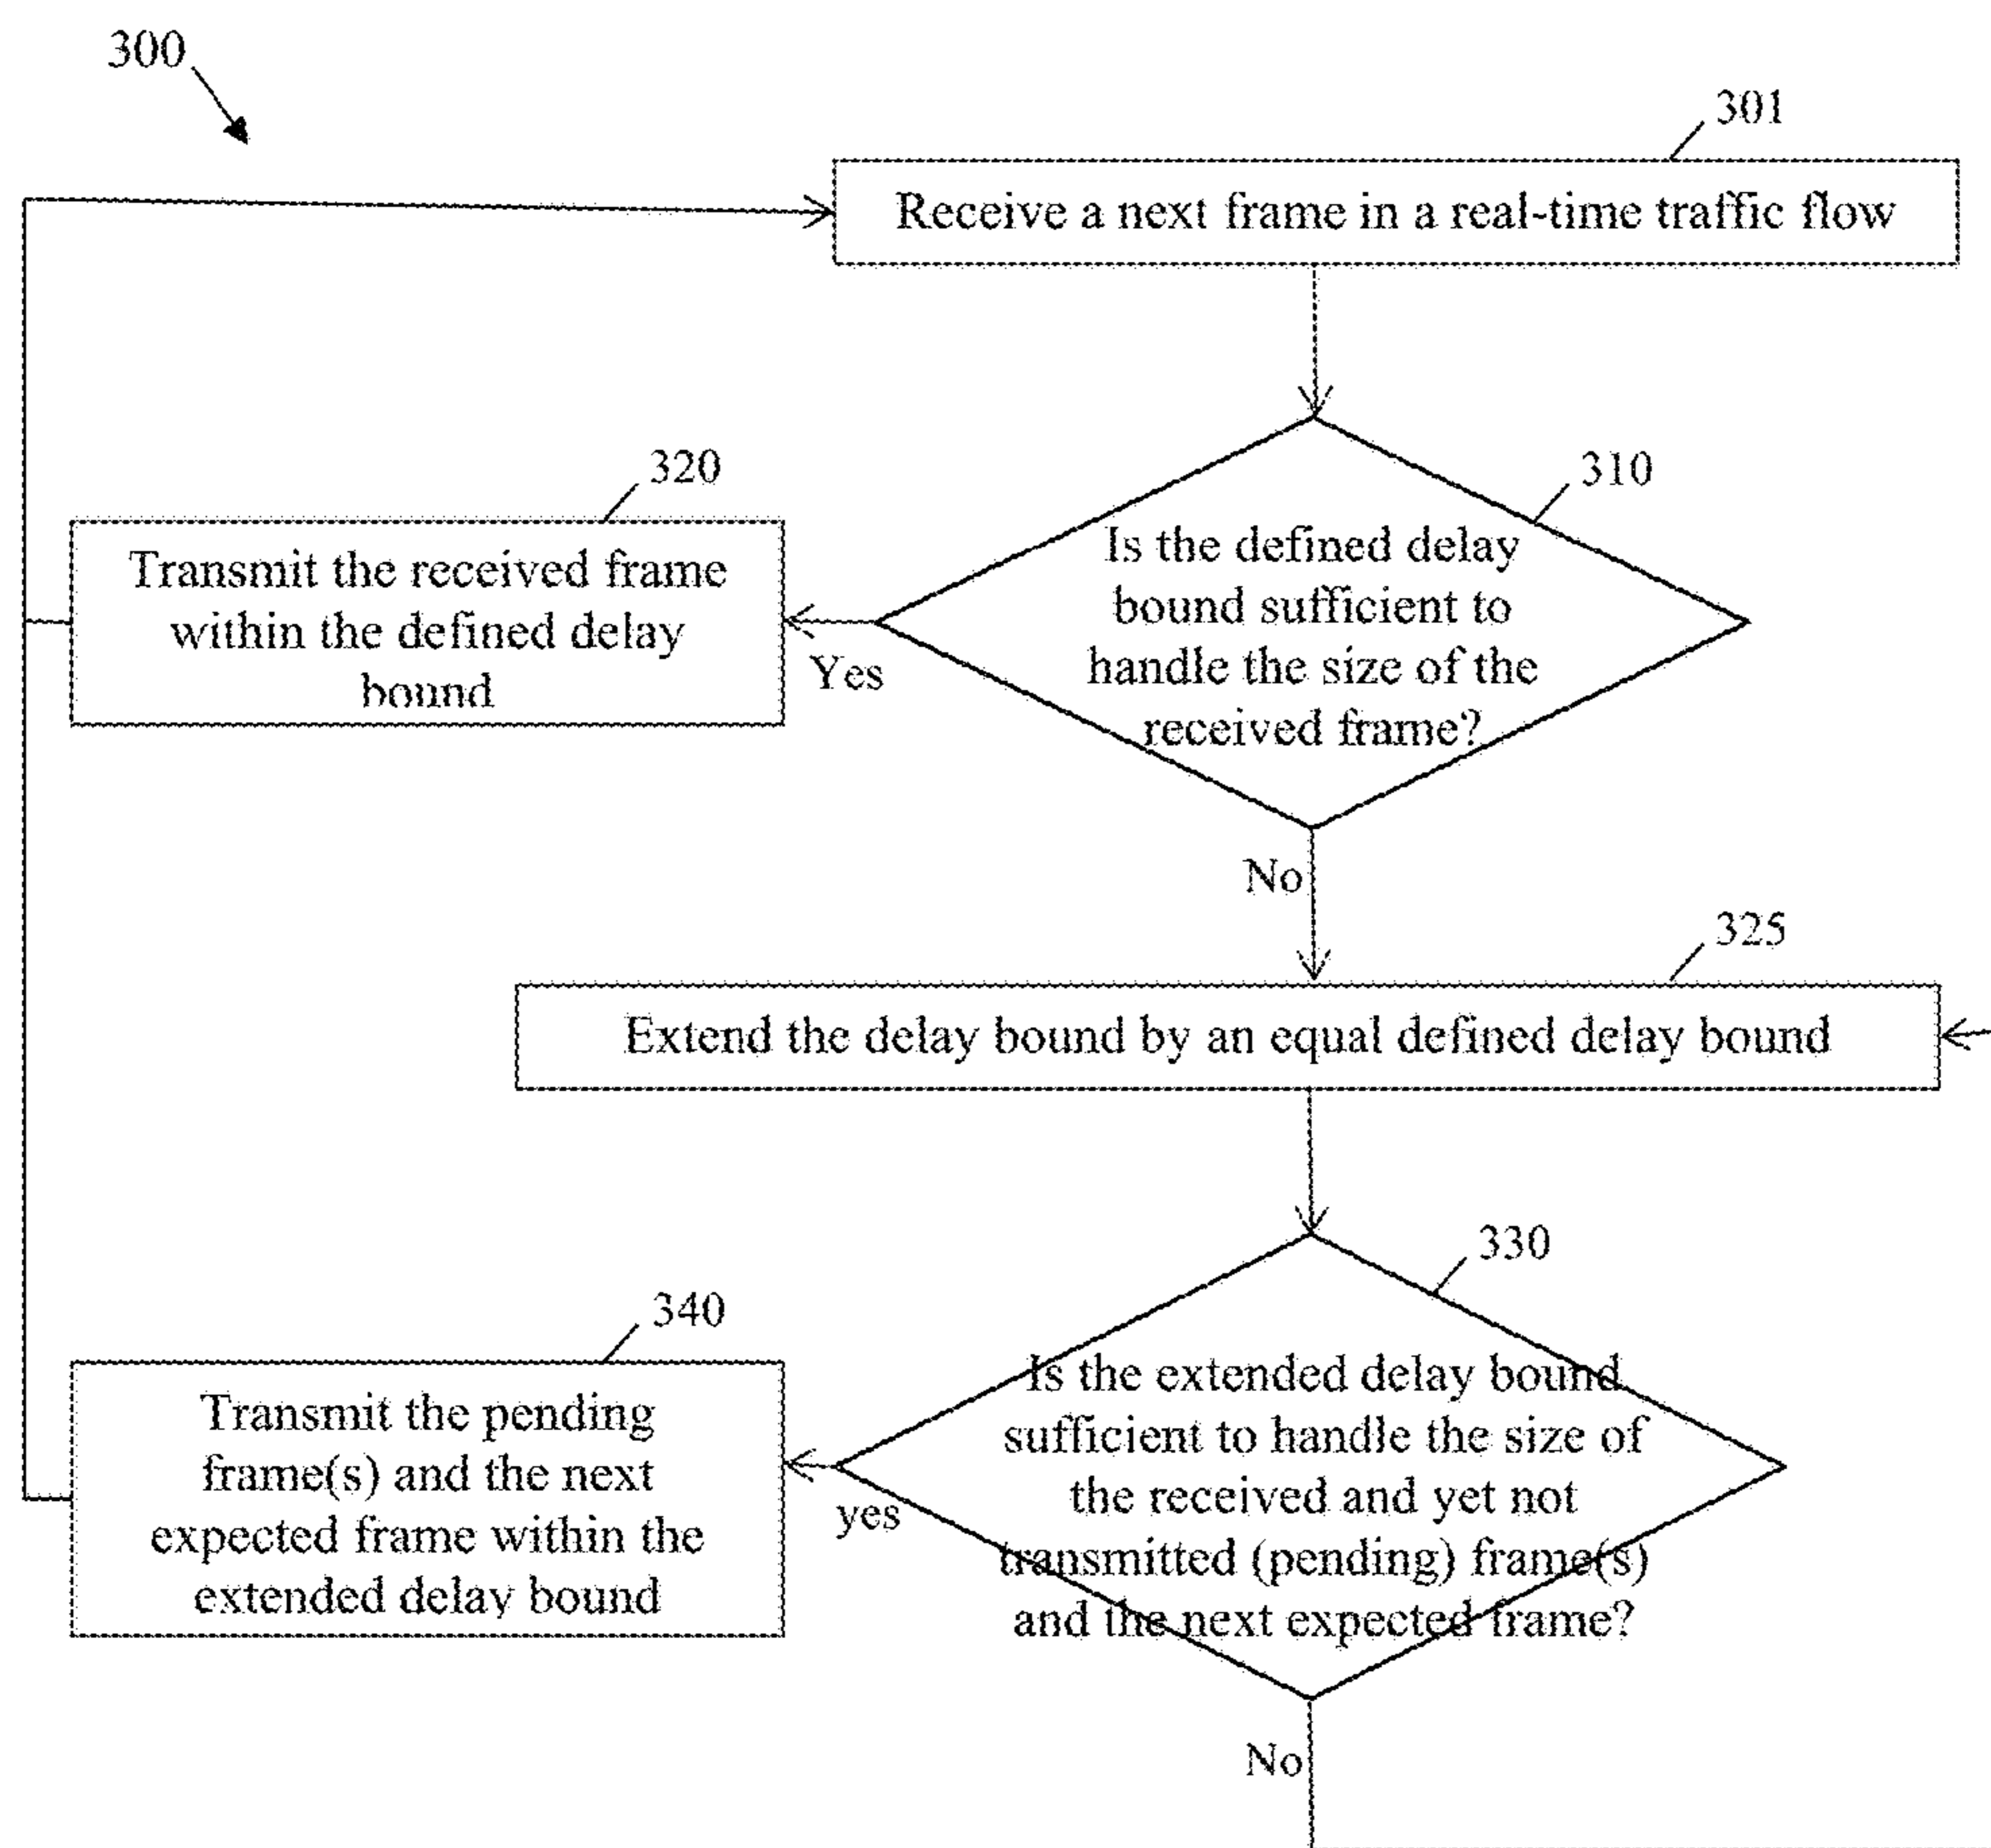 300
301
Receive a next frame in a real-time traffic flow
310
Is the defined delay
bound sufficient to
handle the size of the
received frame?
320
Transmit the received frame
within the defined delay
bound
Yes
No
325
Extend the delay bound by an equal defined delay bound
330
Is the extended delay bound
sufficient to handle the size of
the received and yet not
transmitted (pending) frame(s)
and the next expected frame?
340
Transmit the pending
frame(s) and the next
expected frame within the
extended delay bound
yes
No